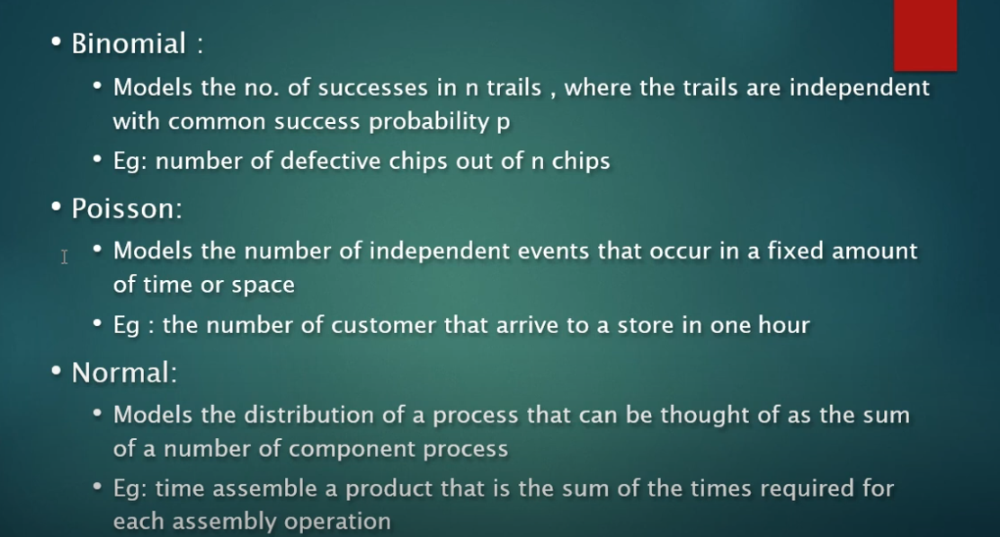 • Binomial :
• Models the no. of successes in n trails , where the trails are independent
with common success probability p
• Eg: number of defective chips out of n chips
• Poisson:
• Models the number of independent events that occur in a fixed amount
of time or space
• Eg : the number of customer that arrive to a store in one hour
• Normal:
• Models the distribution of a process that can be thought of as the sum
of a number of component process
• Eg: time assemble a product that is the sum of the times required for
each assembly operation